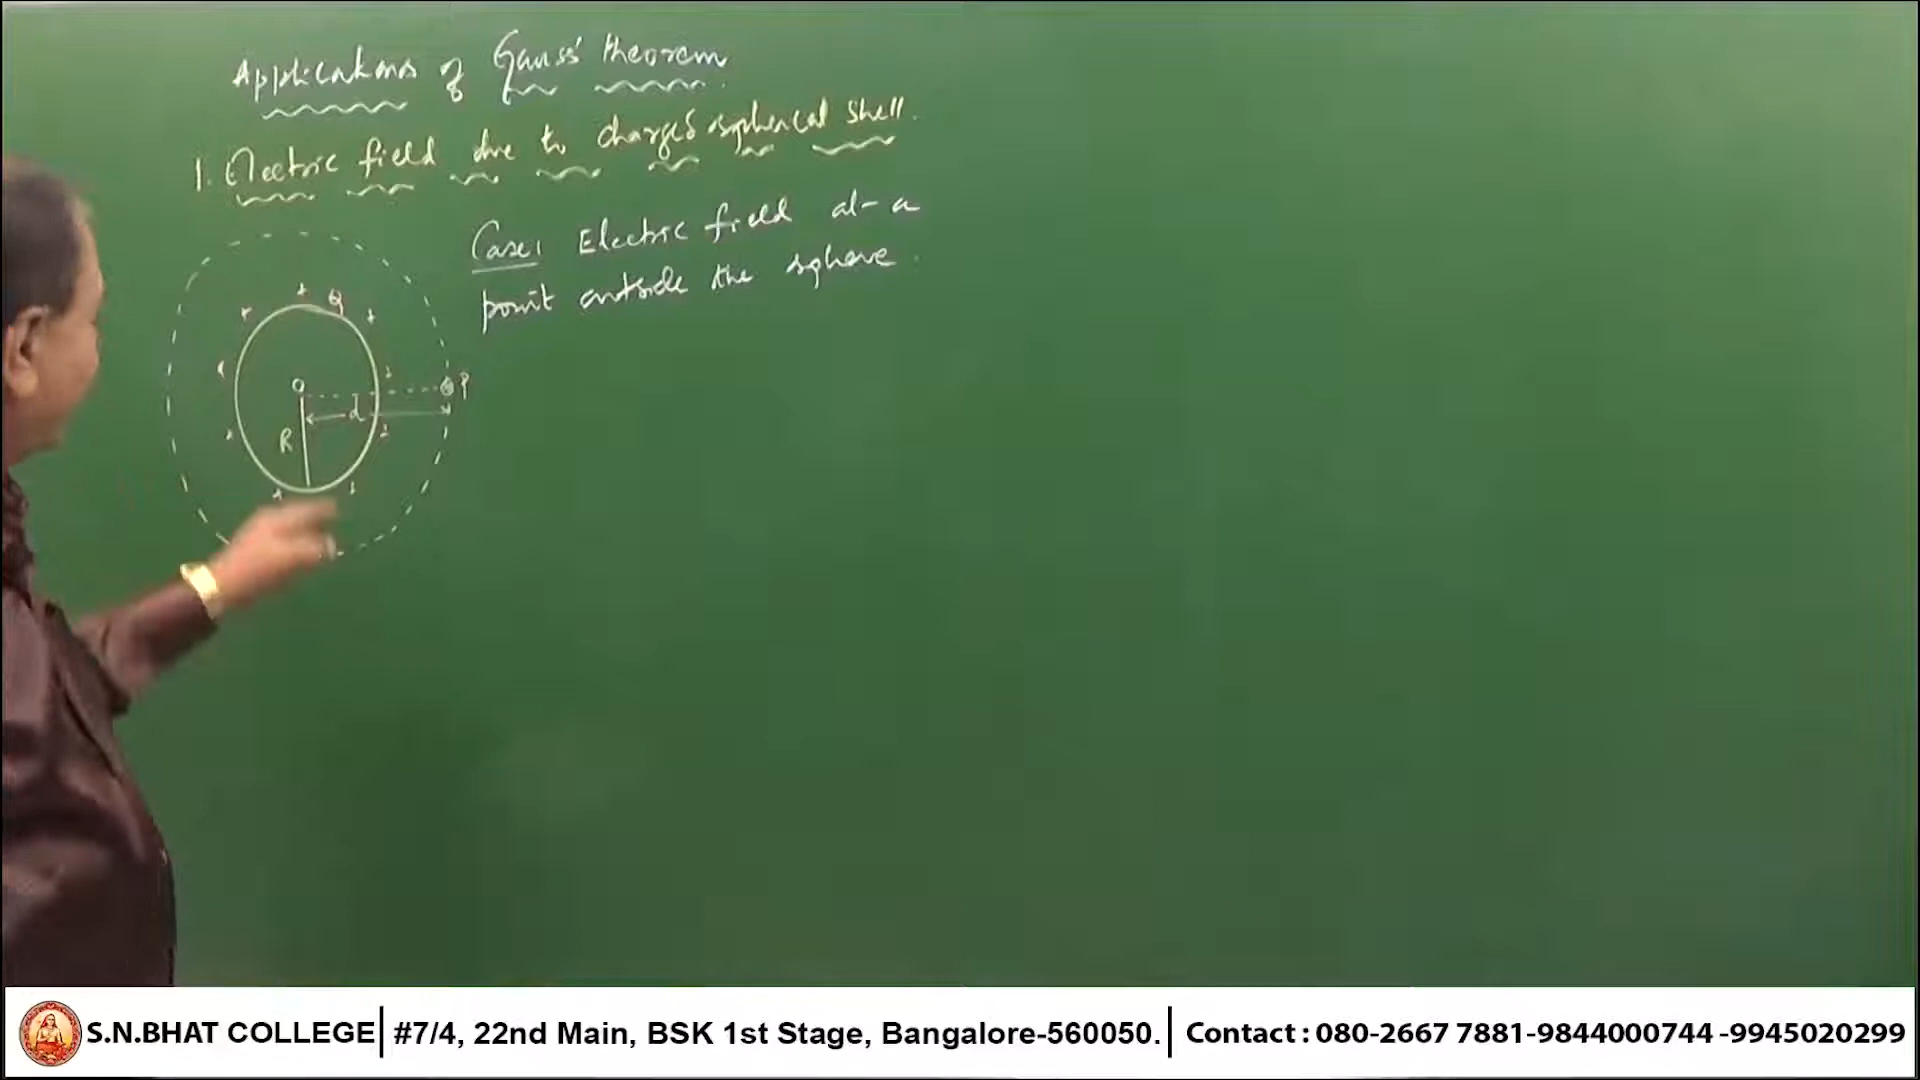 Applications of Gauss' theorem
1. Electric field due to charged spherical shell.
Case1 Electric field at a
point outside the sphere.
Q
O
P
d
R
S.N.BHAT COLLEGE #7/4, 22nd Main, BSK 1st Stage, Bangalore-560050. Contact : 080-2667 7881-9844000744 -9945020299